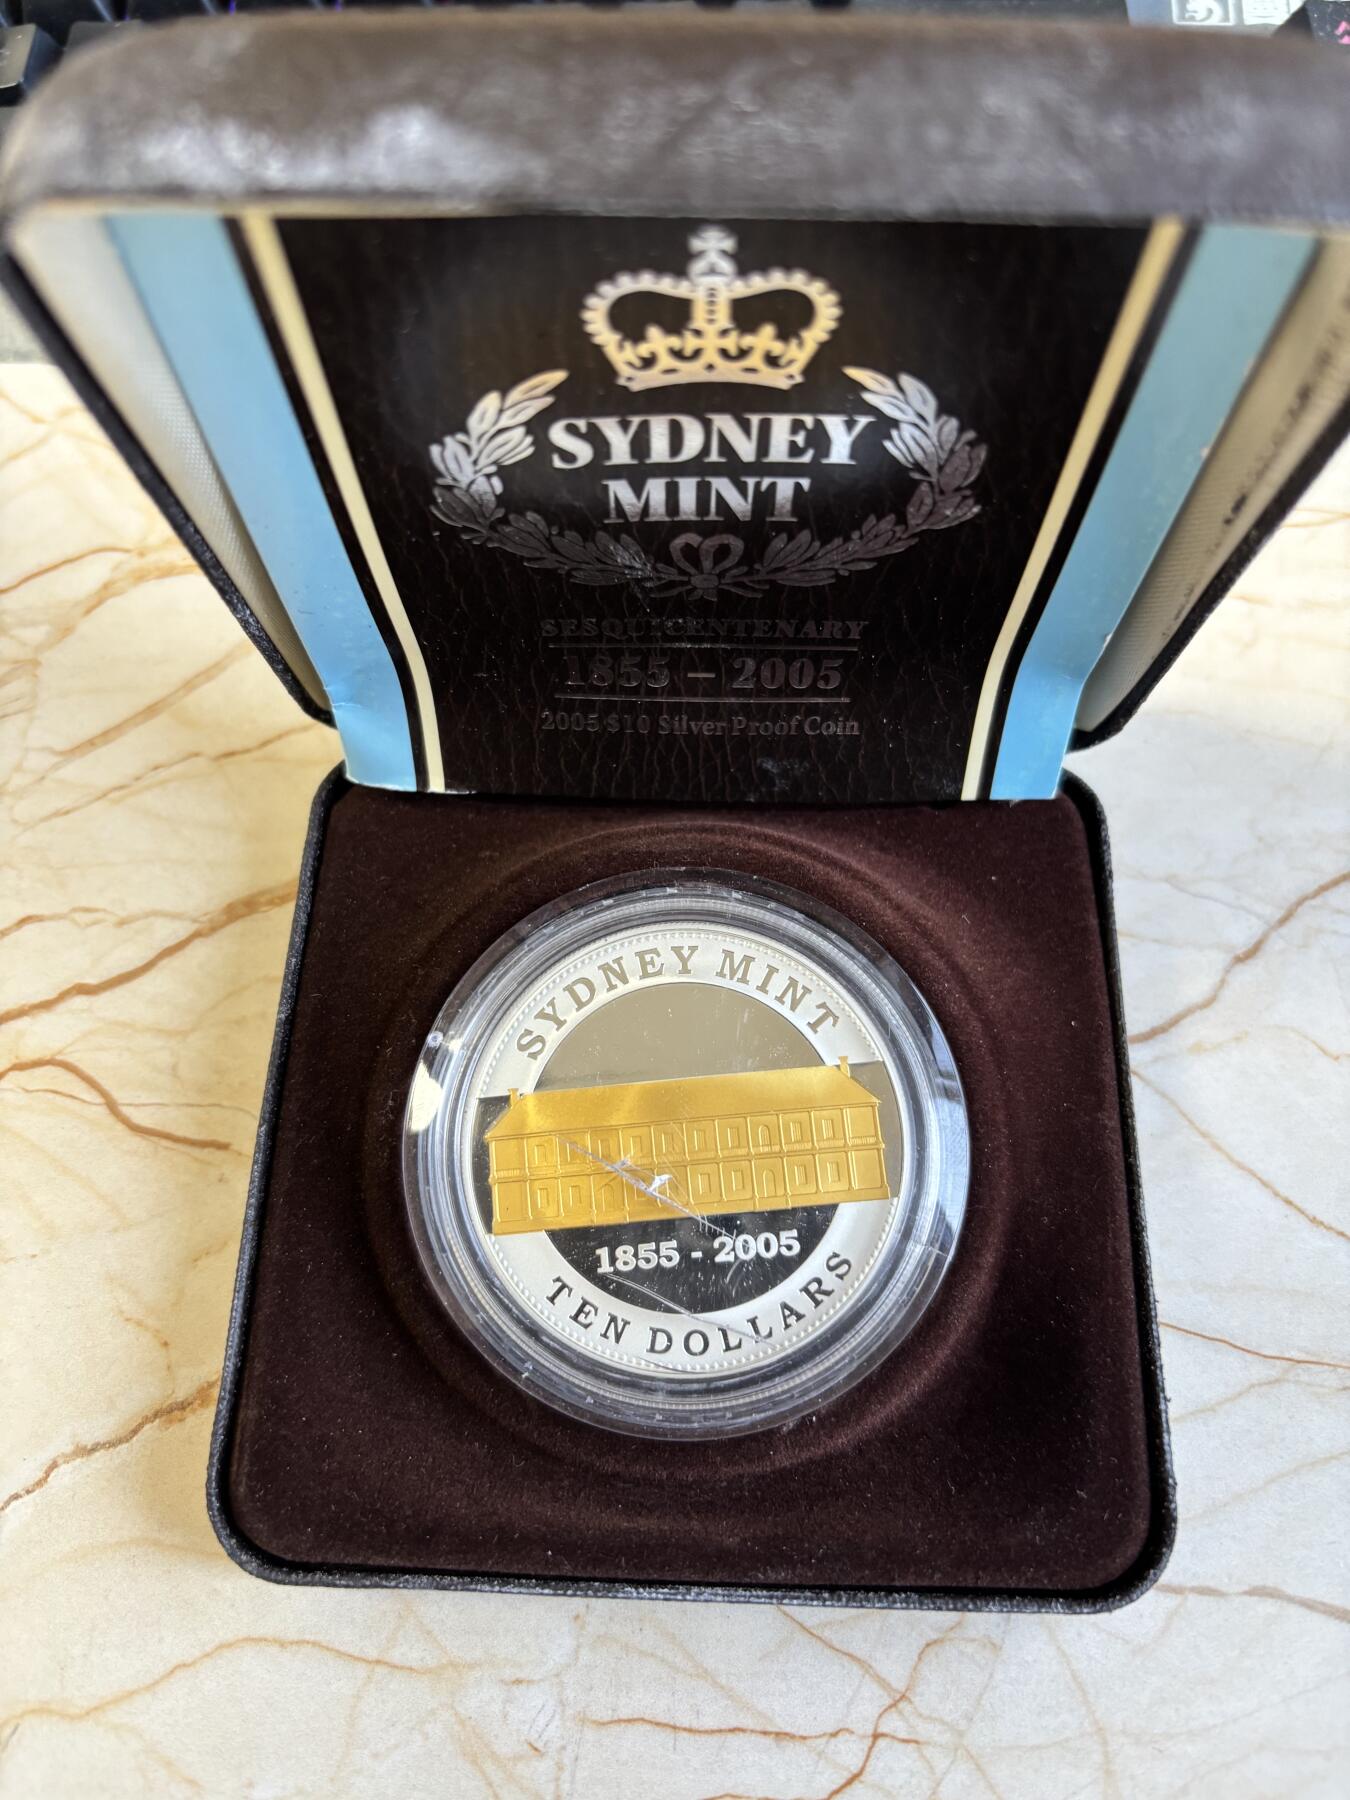 SYDNEY
MINT
SESQUICENTENARY
1855 – 2005
2005 $10 Silver Proof Coin
SYDNEY MINT
1855 - 2005
TEN DOLLARS